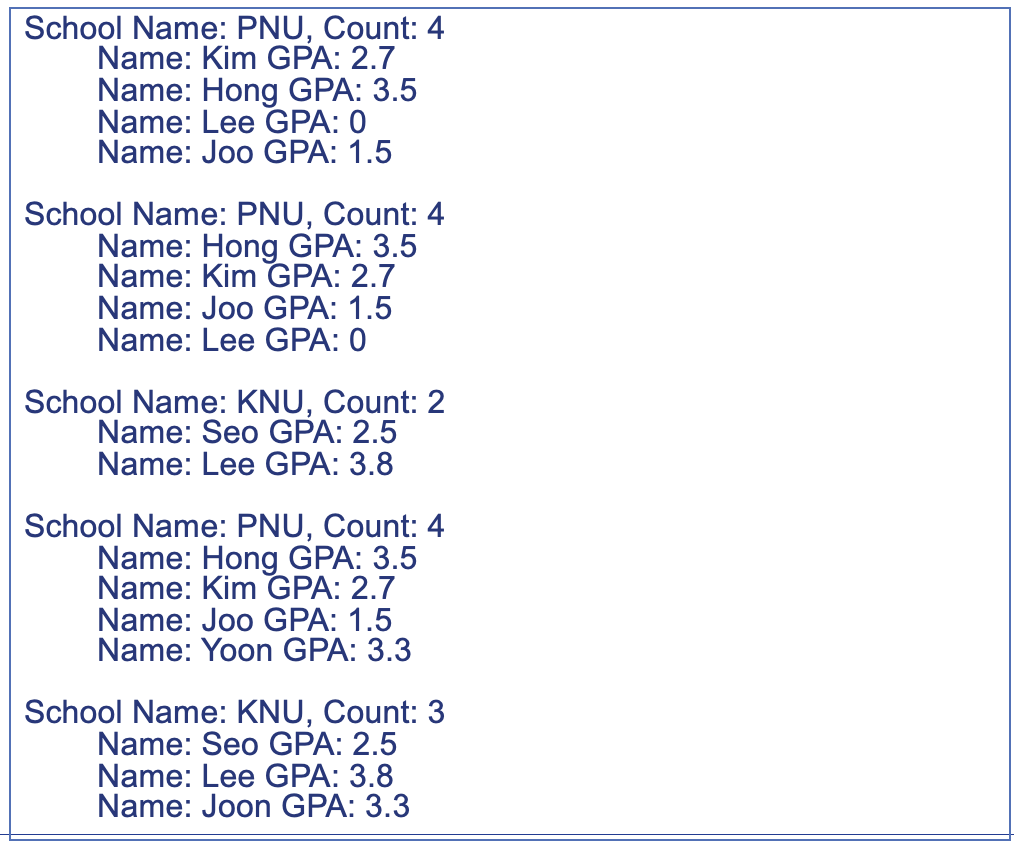 School Name: PNU, Count: 4
Name: Kim GPA: 2.7
Name: Hong GPA: 3.5
Name: Lee GPA: 0
Name: Joo GPA: 1.5
School Name: PNU, Count: 4
Name: Hong GPA: 3.5
Name: Kim GPA: 2.7
Name: Joo GPA: 1.5
Name: Lee GPA: 0
School Name: KNU, Count: 2
Name: Seo GPA: 2.5
Name: Lee GPA: 3.8
School Name: PNU, Count: 4
Name: Hong GPA: 3.5
Name: Kim GPA: 2.7
Name: Joo GPA: 1.5
Name: Yoon GPA: 3.3
School Name: KNU, Count: 3
Name: Seo GPA: 2.5
Name: Lee GPA: 3.8
Name: Joon GPA: 3.3